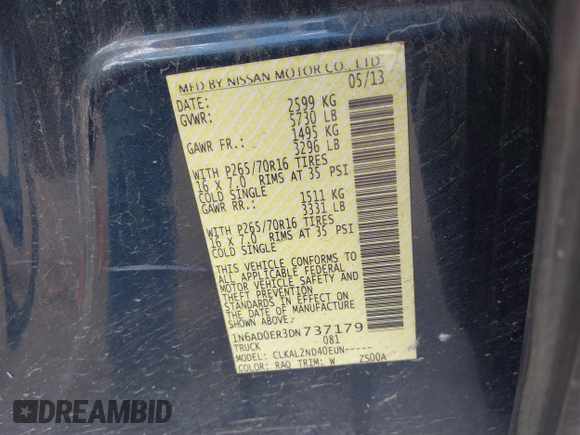 MFD BY NISSAN MOTOR CO., LTD
DATE: 05/13
GVWR: 2599 KG
5730 LB
GAWR FR.: 1495 KG
3296 LB
WITH P265/70R16 TIRES
16 X 7.0 RIMS AT 35 PSI
COLD SINGLE
GAWR RR.: 1511 KG
3331 LB
WITH P265/70R16 TIRES
16 X 7.0 RIMS AT 35 PSI
COLD SINGLE
THIS VEHICLE CONFORMS TO
ALL APPLICABLE FEDERAL
MOTOR VEHICLE SAFETY AND
THEFT PREVENTION
STANDARDS IN EFFECT ON
THE DATE OF MANUFACTURE
SHOWN ABOVE.
1N6AD0ER3DN737179
TRUCK 081
MODEL: CLKAL2ND40EUN-----
COLOR: RAQ TRIM: W ZS00A
DREAMBID